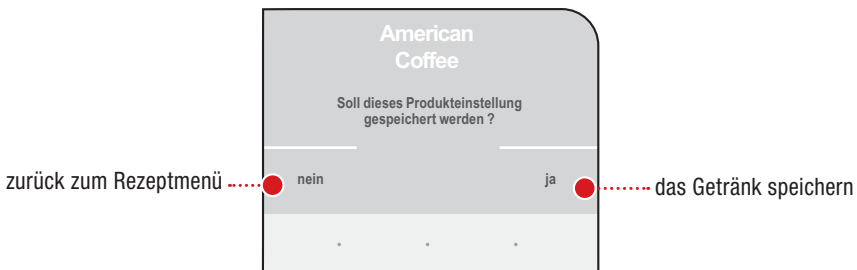 American
Coffee
Soll dieses Produkteinstellung
gespeichert werden ?
zurück zum Rezeptmenü
nein
ja
das Getränk speichern